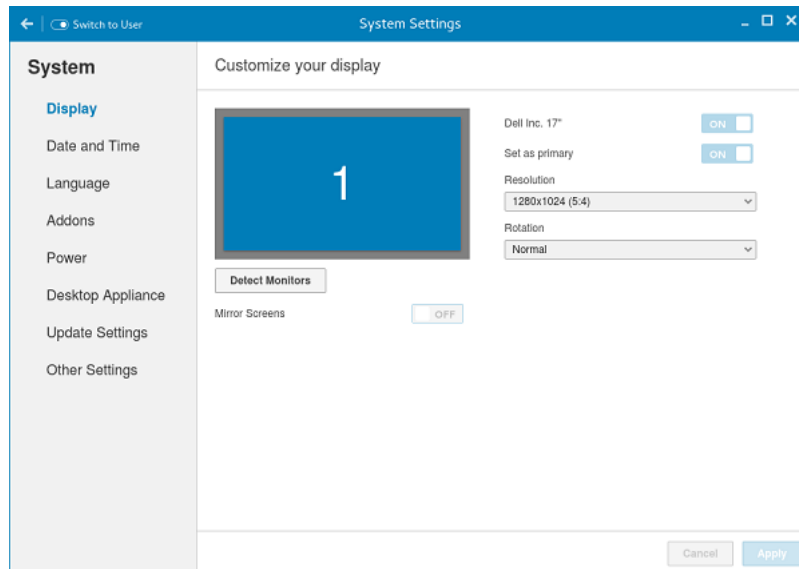 Switch to User
System Settings
System
Customize your display
Display
Date and Time
Language
Addons
Power
Desktop Appliance
Update Settings
Other Settings
1
Detect Monitors
Mirror Screens
OFF
Dell Inc. 17"
ON
Set as primary
ON
Resolution
1280x1024 (5:4)
Rotation
Normal
Cancel
Apply